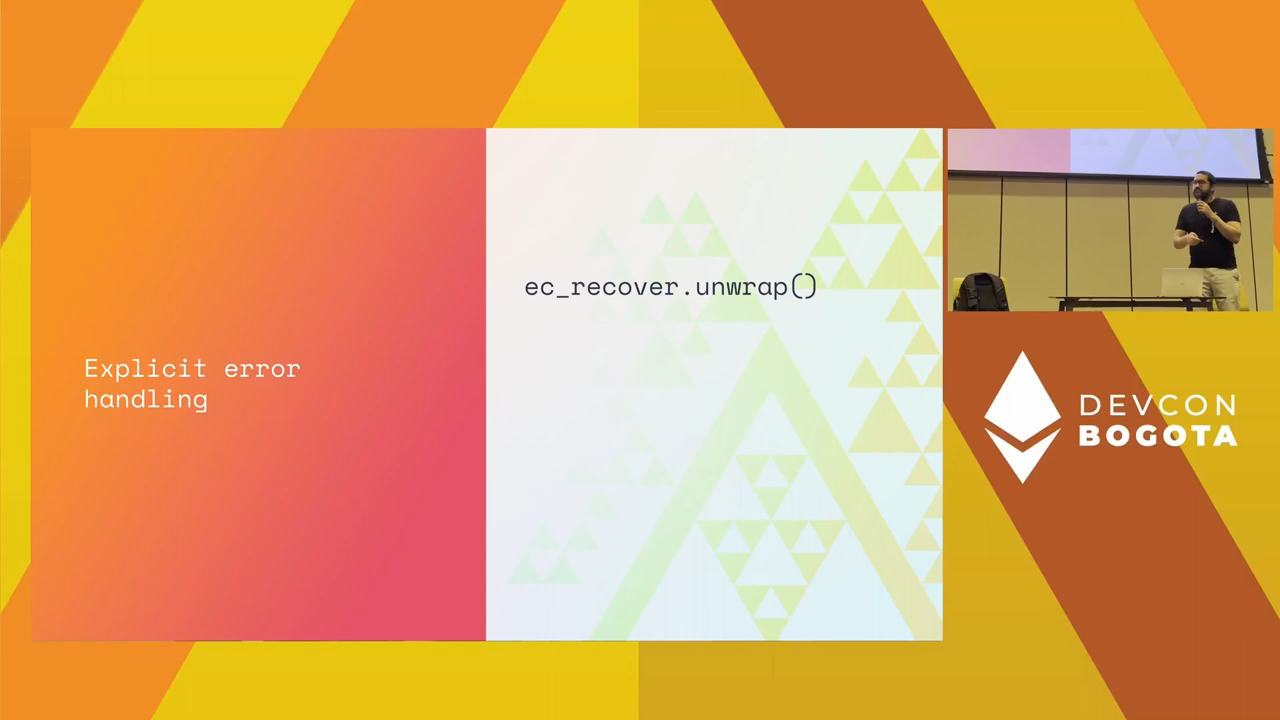 Explicit error
handling
ec_recover.unwrap()
DEVCON
BOGOTA